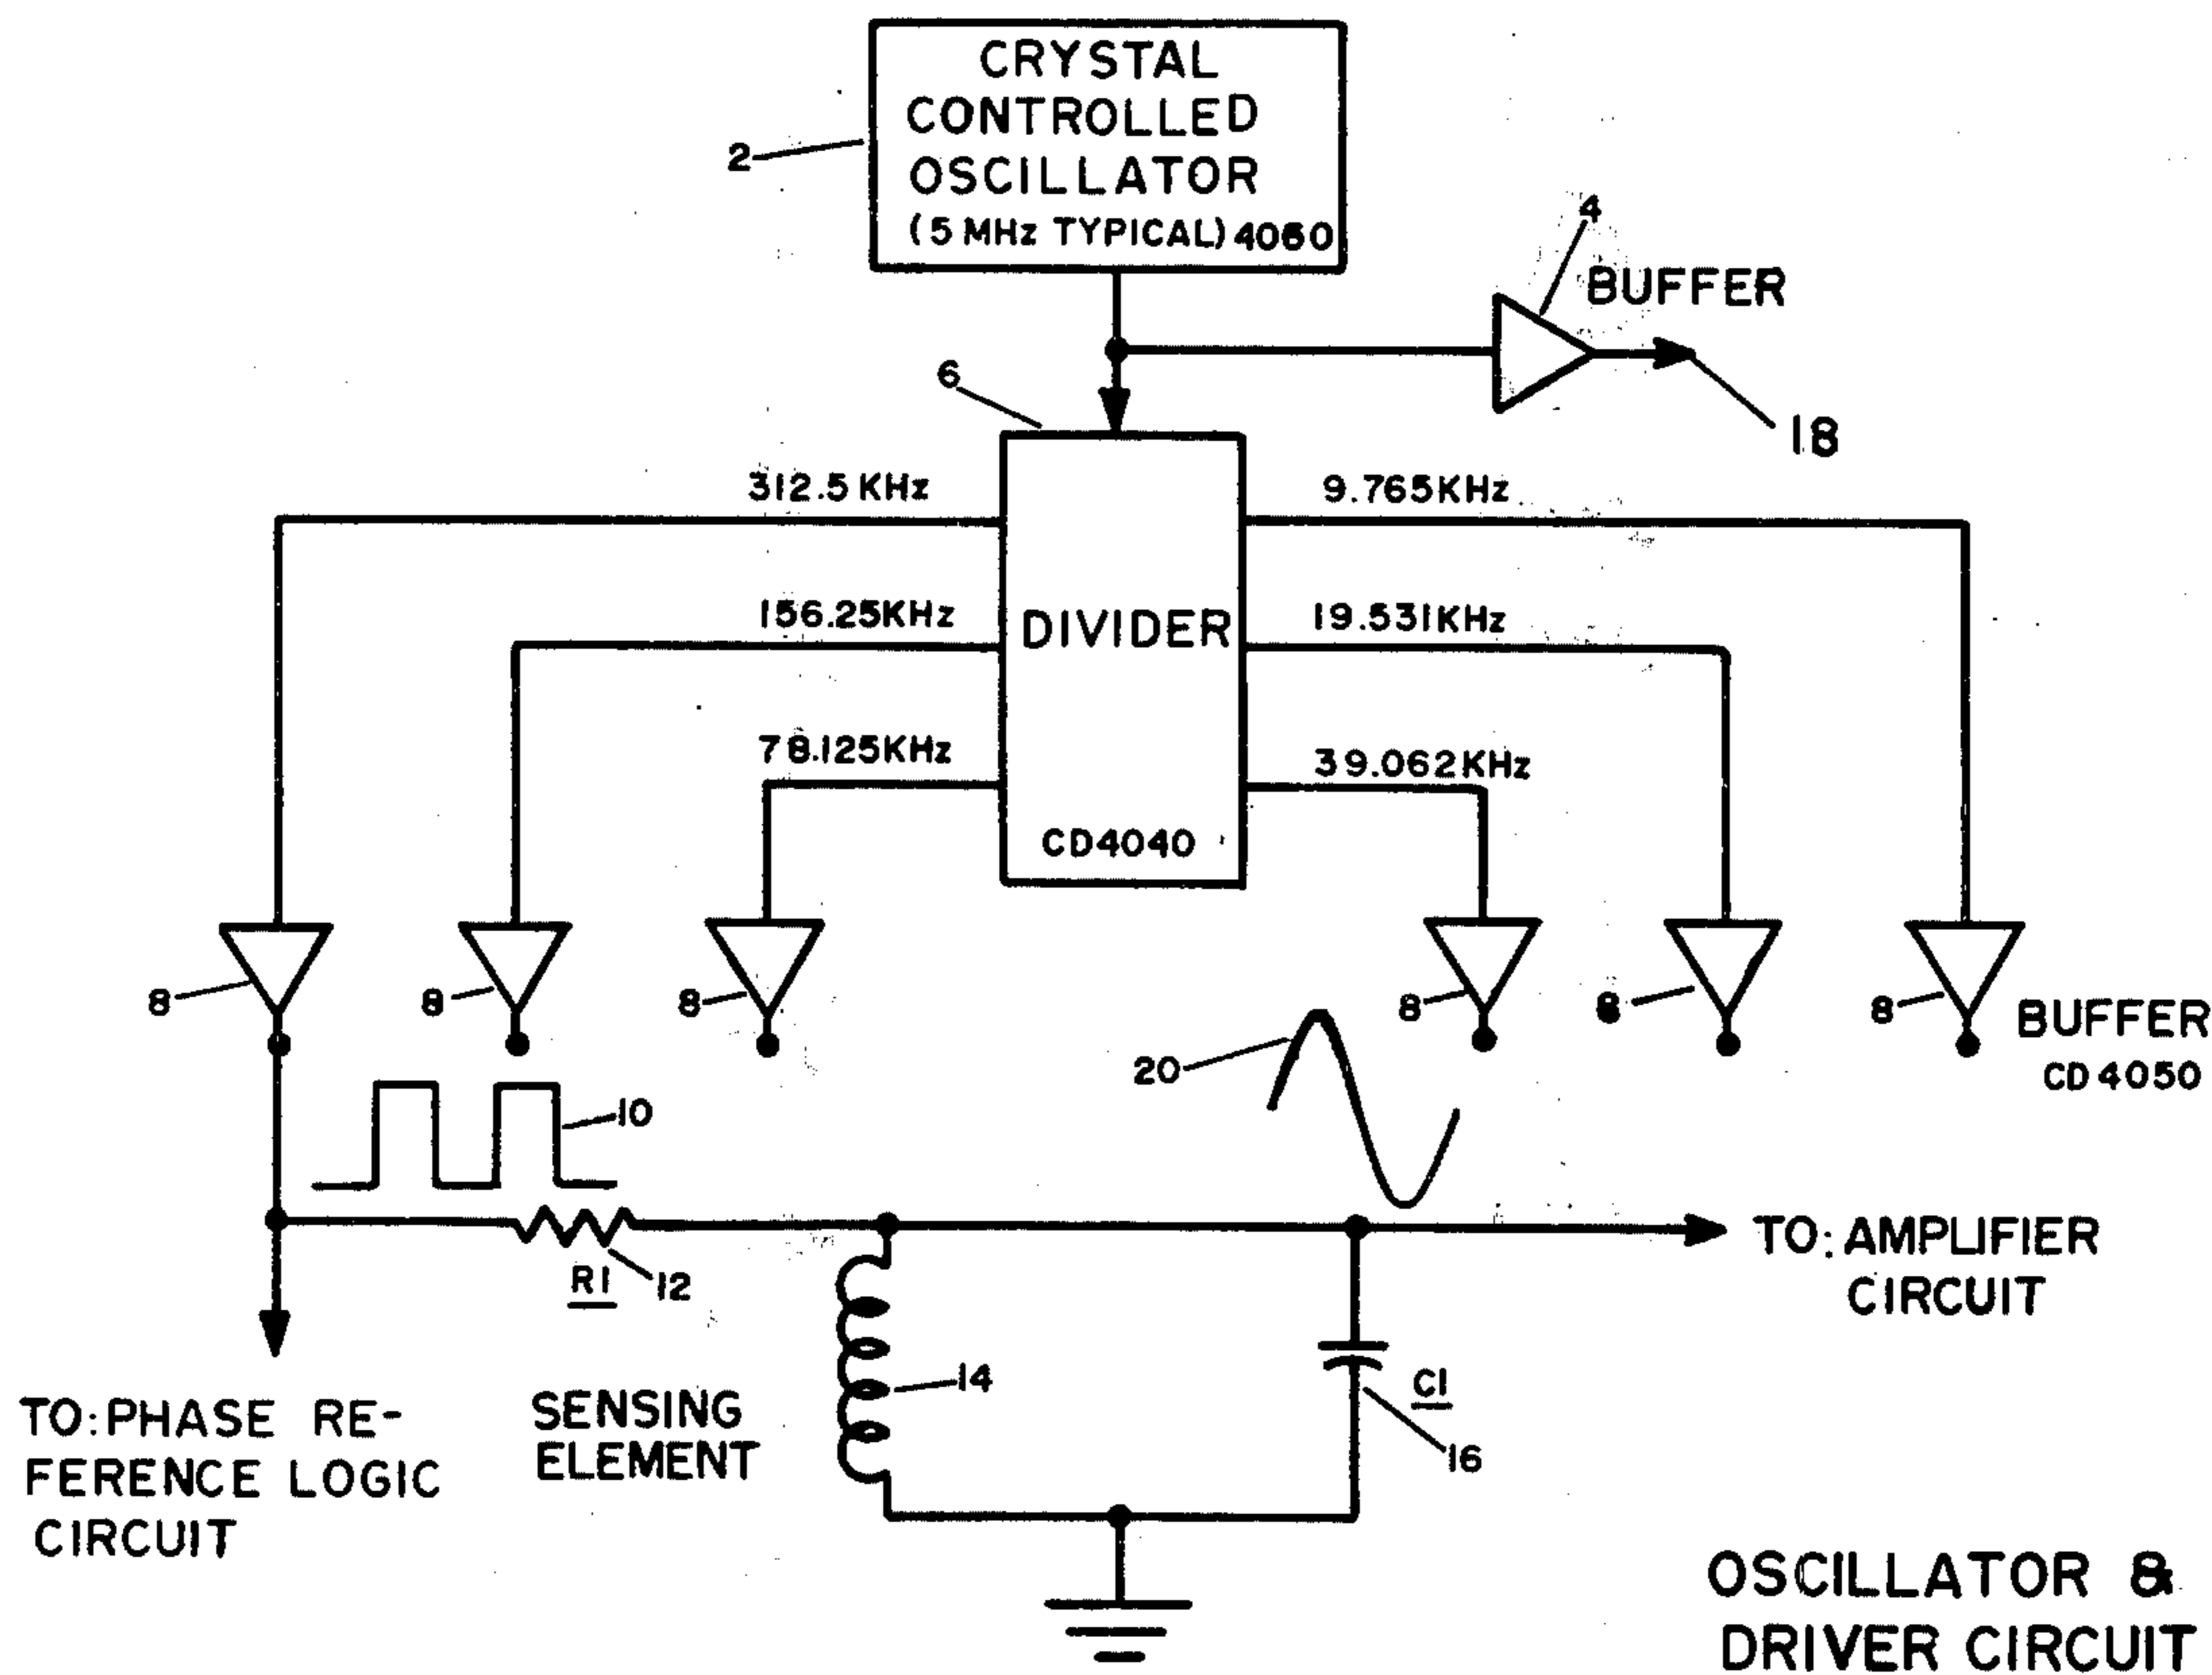 CRYSTAL
CONTROLLED
OSCILLATOR
(5 MHz TYPICAL) 4060
2
4
BUFFER
18
6
312.5 KHz
9.765KHz
156.25KHz
DIVIDER
19.531KHz
78.125KHz
39.062KHz
CD4040
8
8
8
8
8
8
BUFFER
CD4050
20
10
R1
12
TO: AMPLIFIER
CIRCUIT
14
C1
16
SENSING
ELEMENT
TO: PHASE RE-
FERENCE LOGIC
CIRCUIT
OSCILLATOR &
DRIVER CIRCUIT